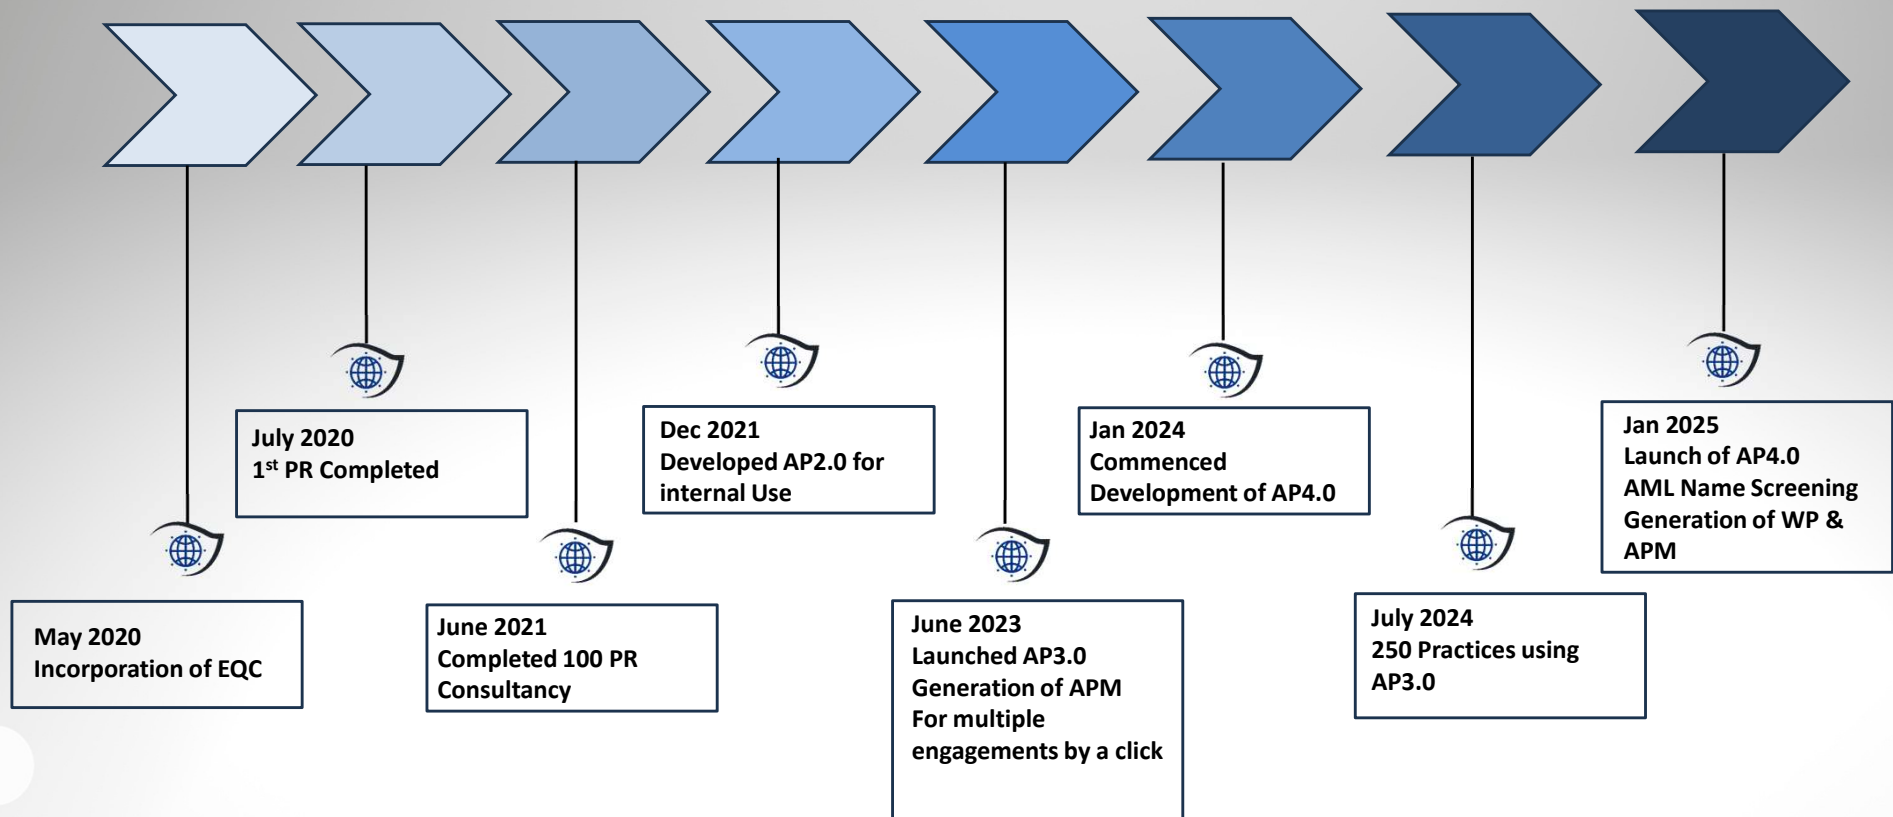 May 2020
Incorporation of EQC
July 2020
1st PR Completed
June 2021
Completed 100 PR
Consultancy
Dec 2021
Developed AP2.0 for
internal Use
June 2023
Launched AP3.0
Generation of APM
For multiple
engagements by a click
Jan 2024
Commenced
Development of AP4.0
July 2024
250 Practices using
AP3.0
Jan 2025
Launch of AP4.0
AML Name Screening
Generation of WP &
APM